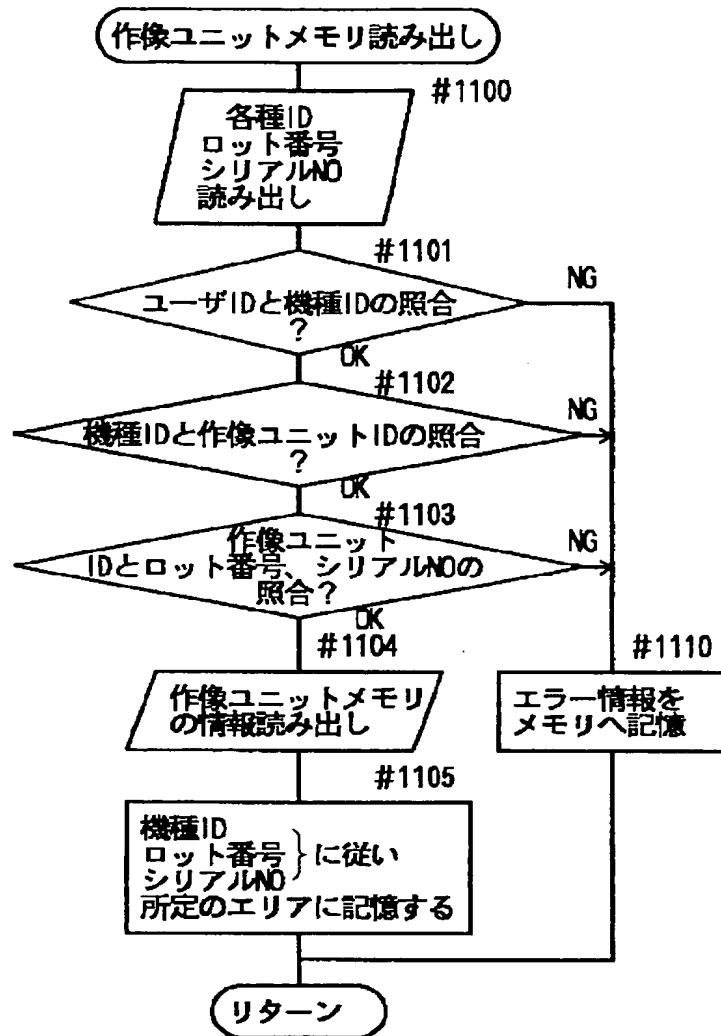 作像ユニットメモリ読み出し
#1100
各種ID
ロット番号
シリアルNO
読み出し
#1101
NG
ユーザIDと機種IDの照合
?
OK
#1102
NG
機種IDと作像ユニットIDの照合
?
OK
#1103
作像ユニット
NG
IDとロット番号、シリアルNOの
照合?
OK
#1104
#1110
作像ユニットメモリ
の情報読み出し
エラー情報を
メモリへ記憶
#1105
機種ID
ロット番号
シリアルNO
}に従い
所定のエリアに記憶する
リターン